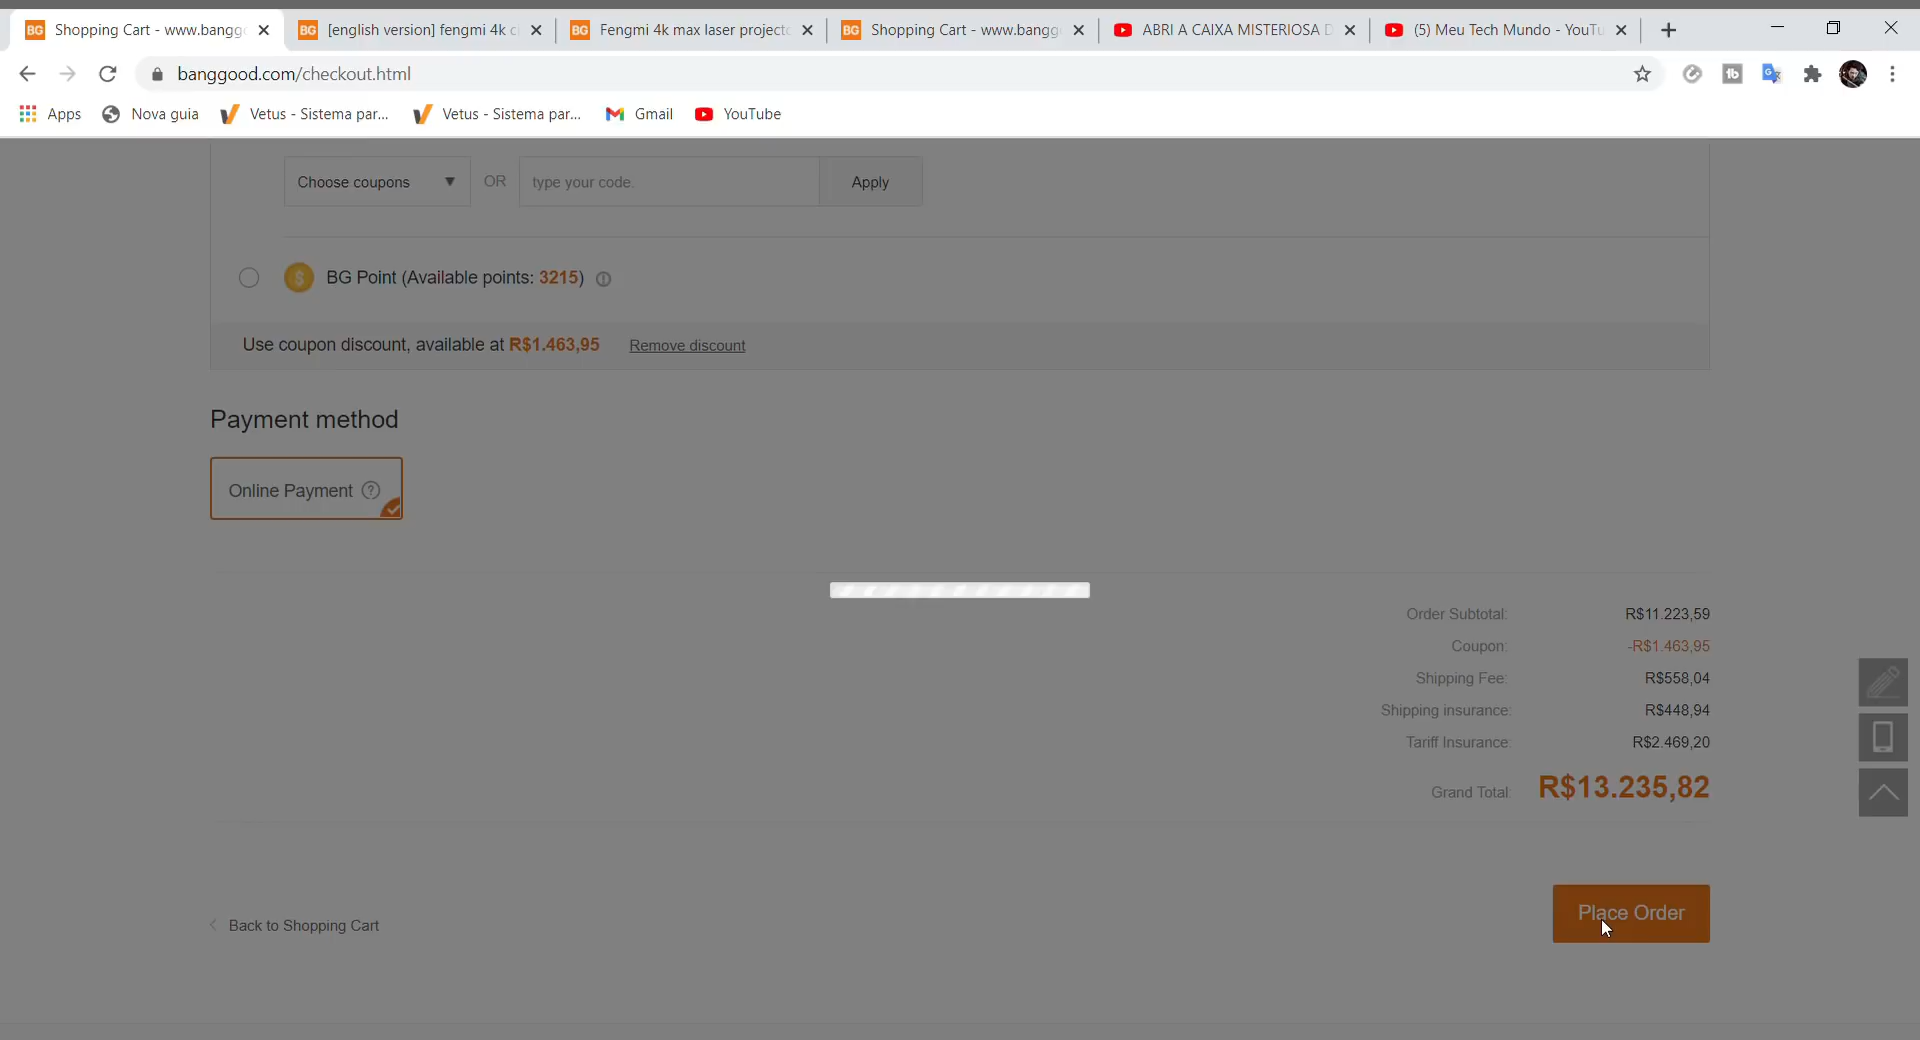 BG Shopping Cart - www.bangg
BG [english version] fengmi 4k c
BG Fengmi 4k max laser projecto
BG Shopping Cart - www.bangg
ABRI A CAIXA MISTERIOSA D
(5) Meu Tech Mundo - YouTu
banggood.com/checkout.html
Apps
Nova guia
Vetus - Sistema par...
Vetus - Sistema par...
Gmail
YouTube
Choose coupons
OR
type your code.
Apply
BG Point (Available points: 3215)
Use coupon discount, available at R$1.463,95 Remove discount
Payment method
Online Payment
Order Subtotal: R$11.223,59
Coupon: -R$1.463,95
Shipping Fee: R$558,04
Shipping insurance: R$448,94
Tariff Insurance: R$2.469,20
Grand Total: R$13.235,82
Back to Shopping Cart
Place Order